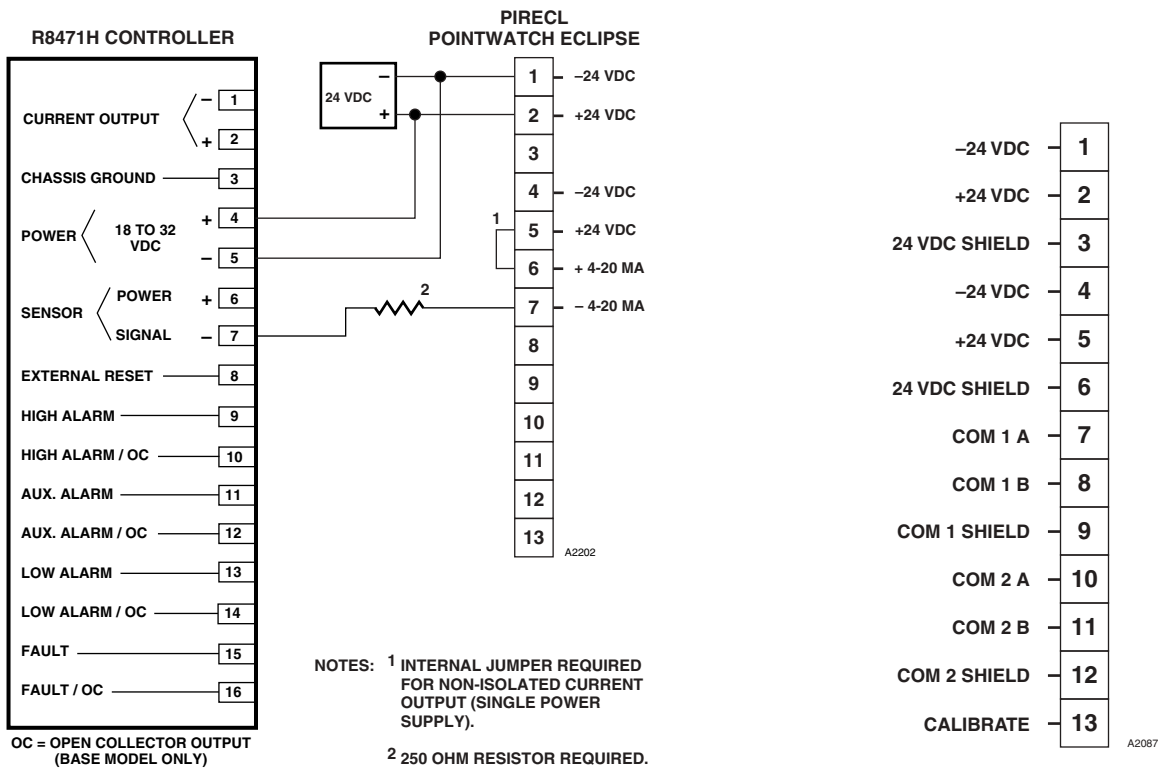 R8471H CONTROLLER
CURRENT OUTPUT
– 1
+ 2
CHASSIS GROUND 3
POWER
18 TO 32
VDC
+ 4
– 5
SENSOR
POWER + 6
SIGNAL – 7
EXTERNAL RESET 8
HIGH ALARM 9
HIGH ALARM / OC 10
AUX. ALARM 11
AUX. ALARM / OC 12
LOW ALARM 13
LOW ALARM / OC 14
FAULT 15
FAULT / OC 16
OC = OPEN COLLECTOR OUTPUT
(BASE MODEL ONLY)
24 VDC
–
+
1
2
PIRECL
POINTWATCH ECLIPSE
1 –24 VDC
2 +24 VDC
3
4 –24 VDC
5 +24 VDC
6 + 4-20 MA
7 – 4-20 MA
8
9
10
11
12
13
A2202
NOTES: 1 INTERNAL JUMPER REQUIRED
FOR NON-ISOLATED CURRENT
OUTPUT (SINGLE POWER
SUPPLY).
2 250 OHM RESISTOR REQUIRED.
–24 VDC 1
+24 VDC 2
24 VDC SHIELD 3
–24 VDC 4
+24 VDC 5
24 VDC SHIELD 6
COM 1 A 7
COM 1 B 8
COM 1 SHIELD 9
COM 2 A 10
COM 2 B 11
COM 2 SHIELD 12
CALIBRATE 13
A2087